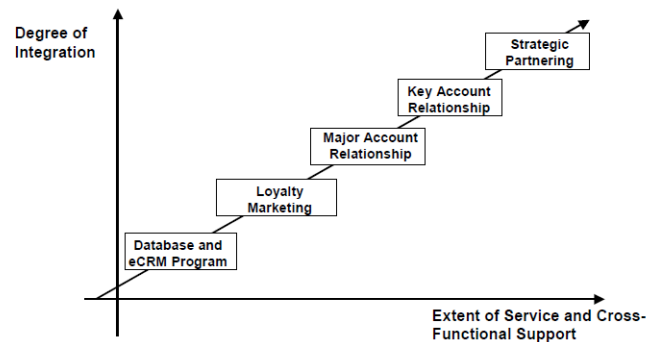 Degree of
Integration
Strategic
Partnering
Key Account
Relationship
Major Account
Relationship
Loyalty
Marketing
Database and
eCRM Program
Extent of Service and Cross-
Functional Support